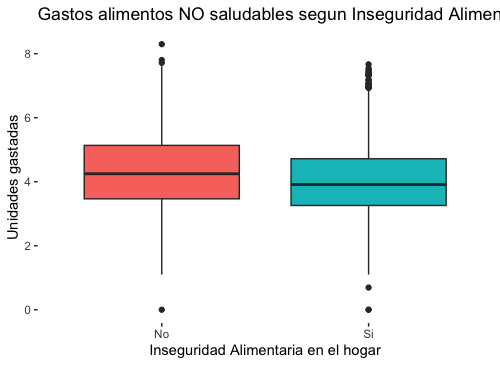 Gastos alimentos NO saludables segun Inseguridad Alimen
8
6
4
2
0
Unidades gastadas
No Si
Inseguridad Alimentaria en el hogar